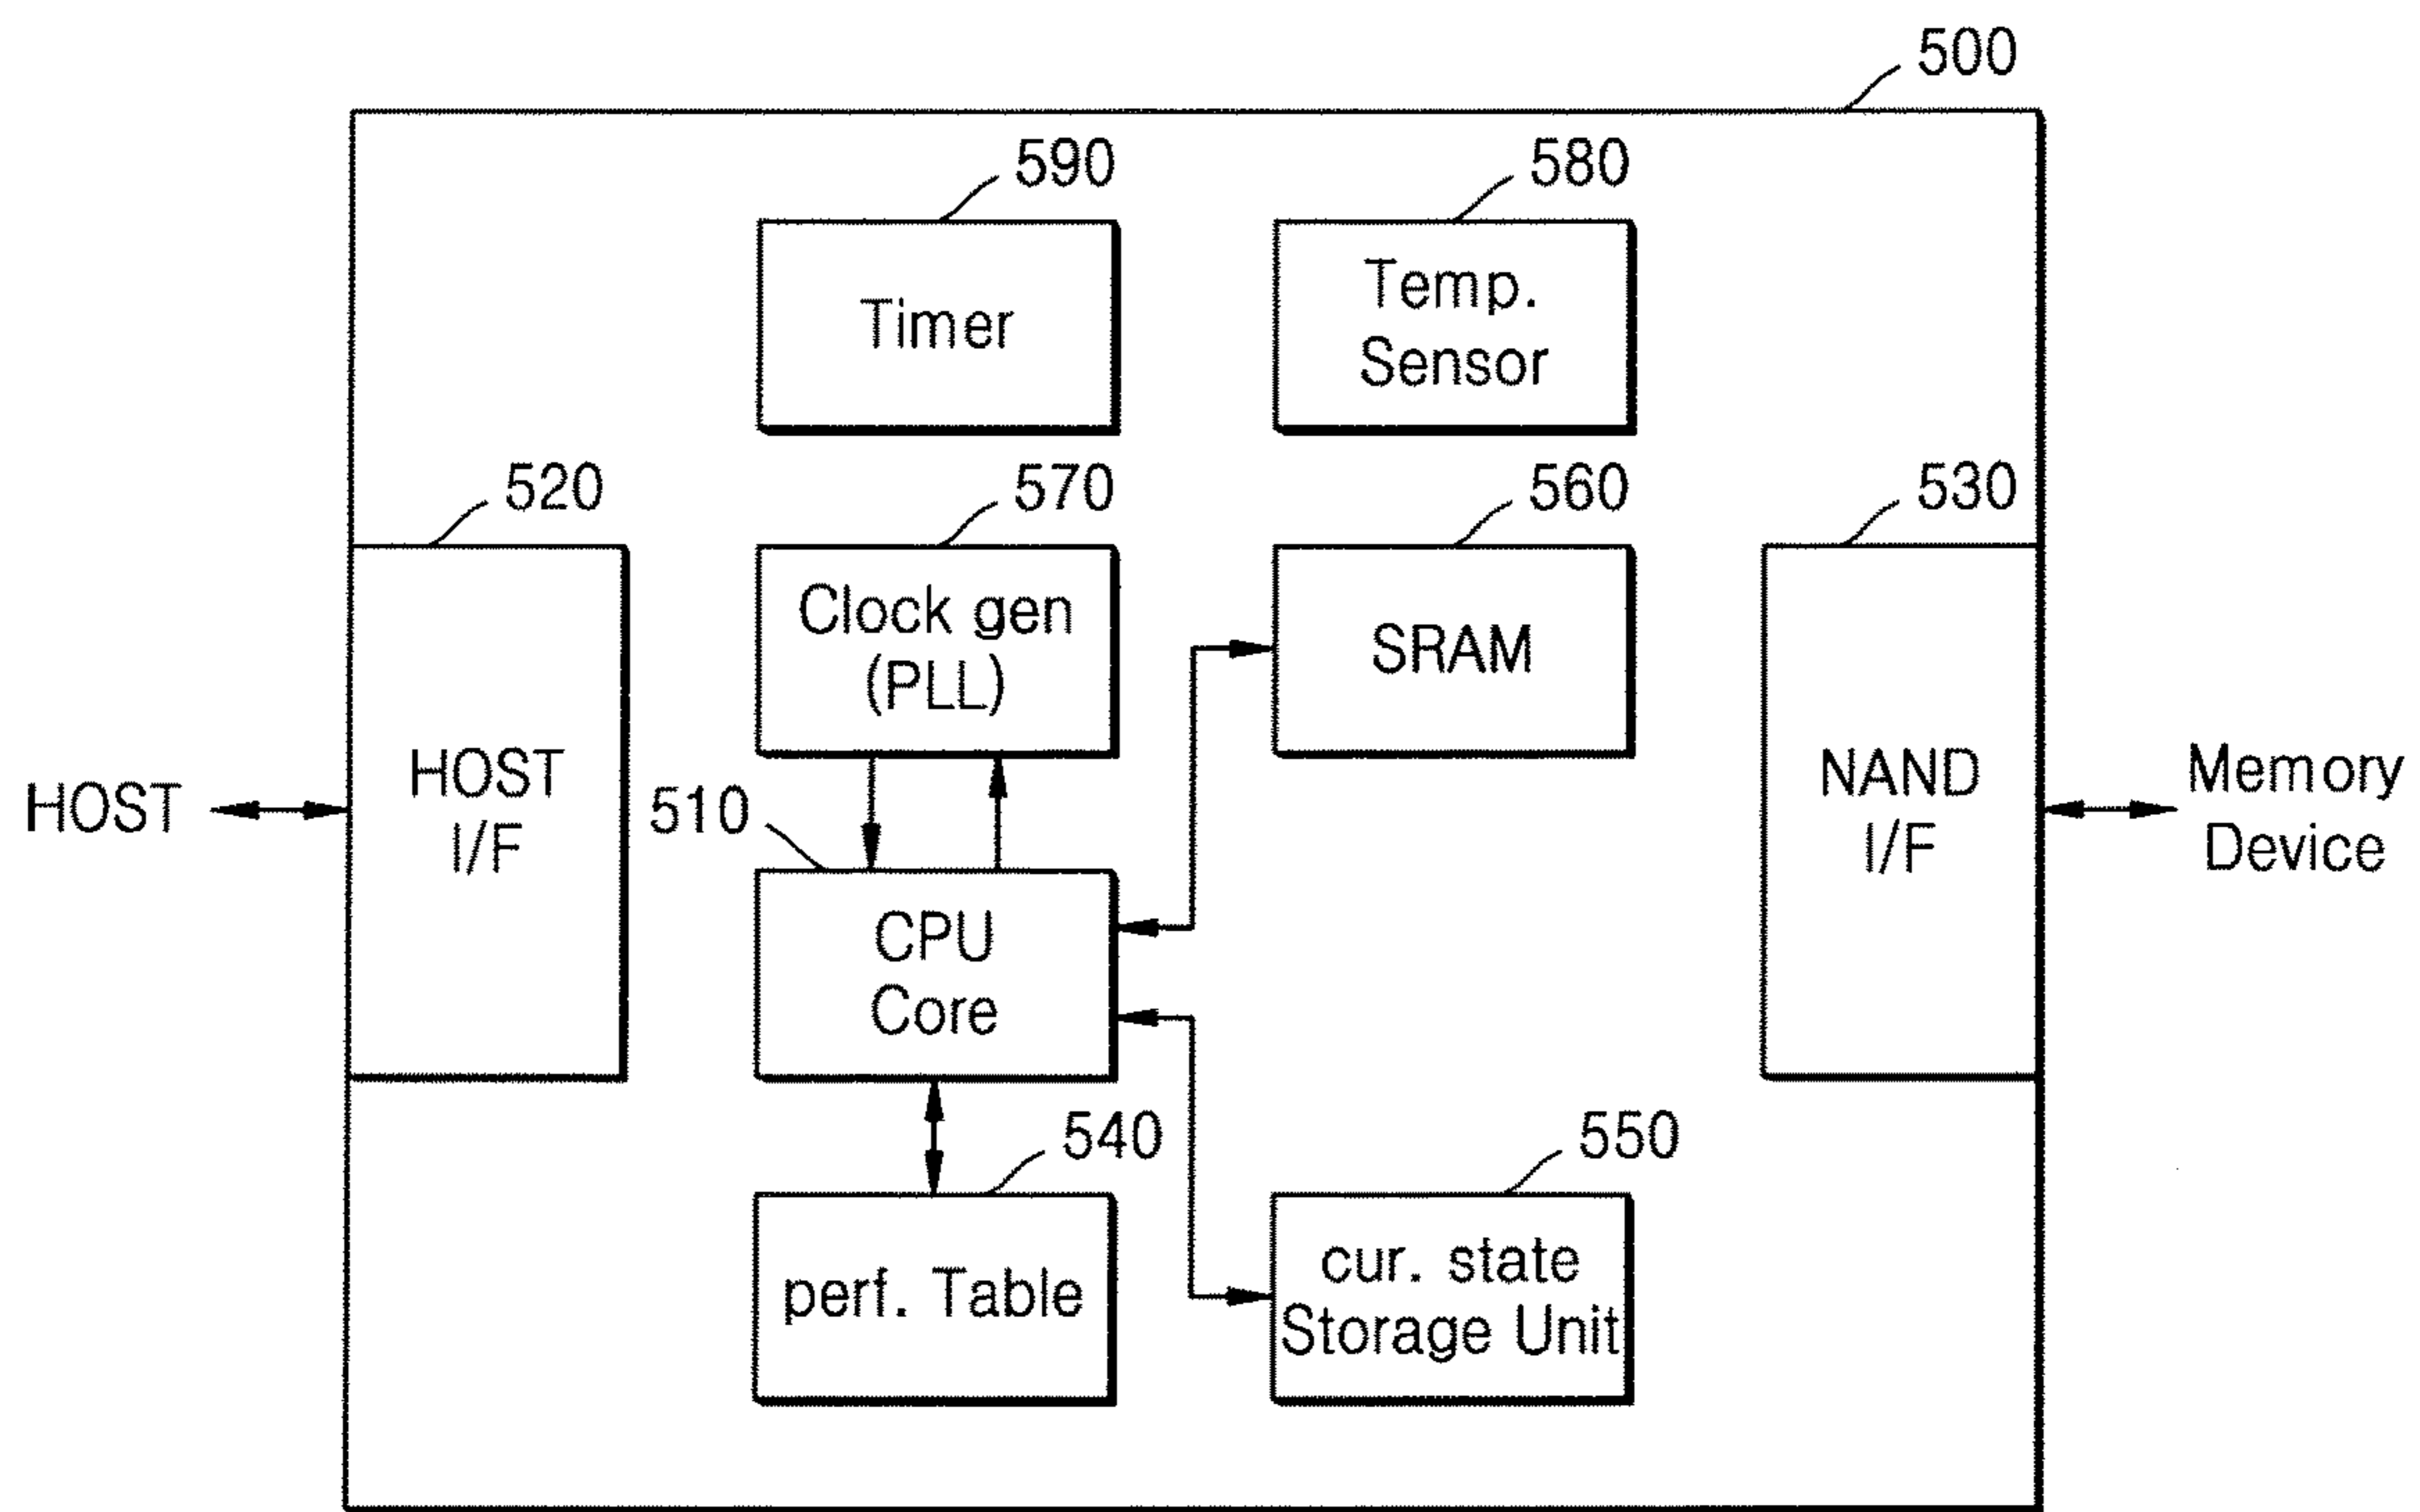 500
590
580
Timer
Temp.
Sensor
520
570
560
530
Clock gen
(PLL)
SRAM
HOST
HOST
I/F
510
NAND
I/F
Memory
Device
CPU
Core
540
550
perf. Table
cur. state
Storage Unit